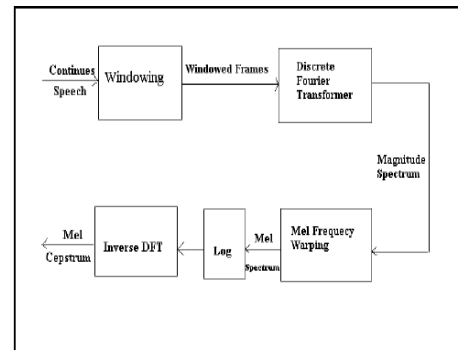 Continues
Speech
Windowing
Windowed Frames
Discrete
Fourier
Transformer
Magnitude
Spectrum
Mel Frequecy
Warping
Mel
Spectrum
Log
Inverse DFT
Mel
Cepstrum